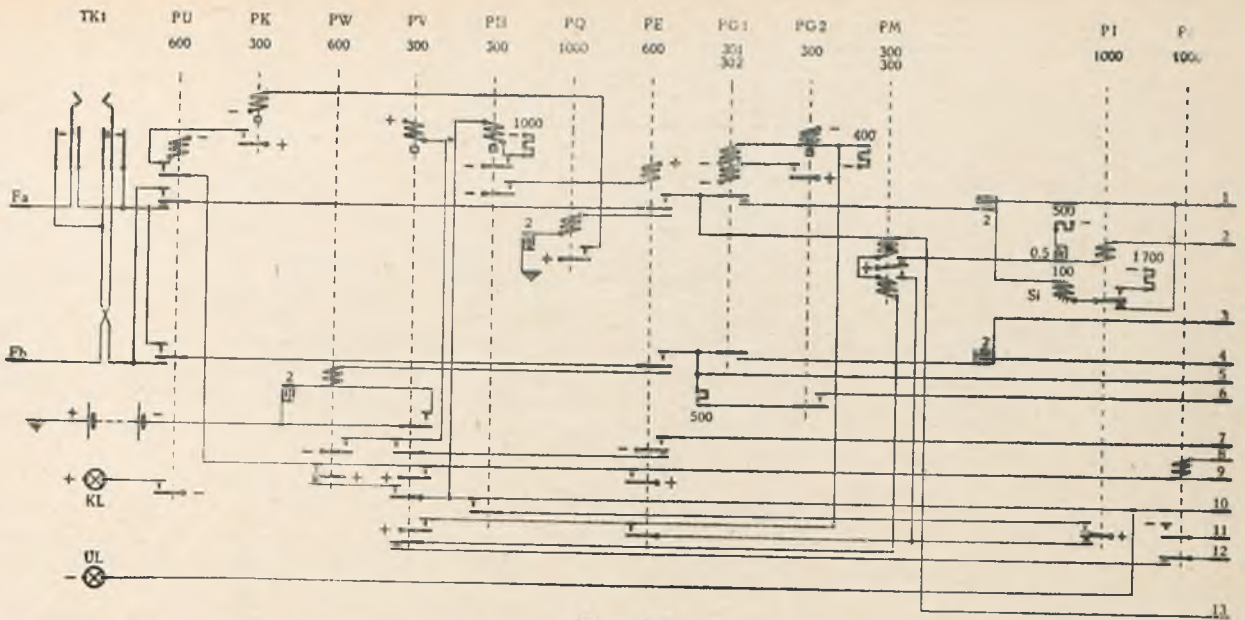 TK1 PU PK PW PV PH PQ PE PG1 PG2 PM P1
600 300 600 300 300 1000 600 301 300 300 1000
302 300
+ - 1000 - 400
- +
Fa 1
2 2 500
2
0.5
100 1700
Si
3
Fb 2 4
2 5
500 6
+ -
7
8
+ KL 9
10
11
12
- UL
13